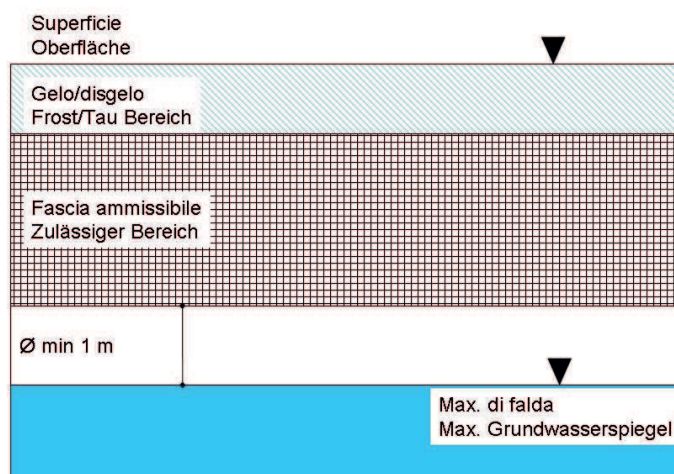 Superficie
Oberfläche
Gelo/disgelo
Frost/Tau Bereich
Fascia ammissibile
Zulässiger Bereich
Ø min 1 m
Max. di falda
Max. Grundwasserspiegel